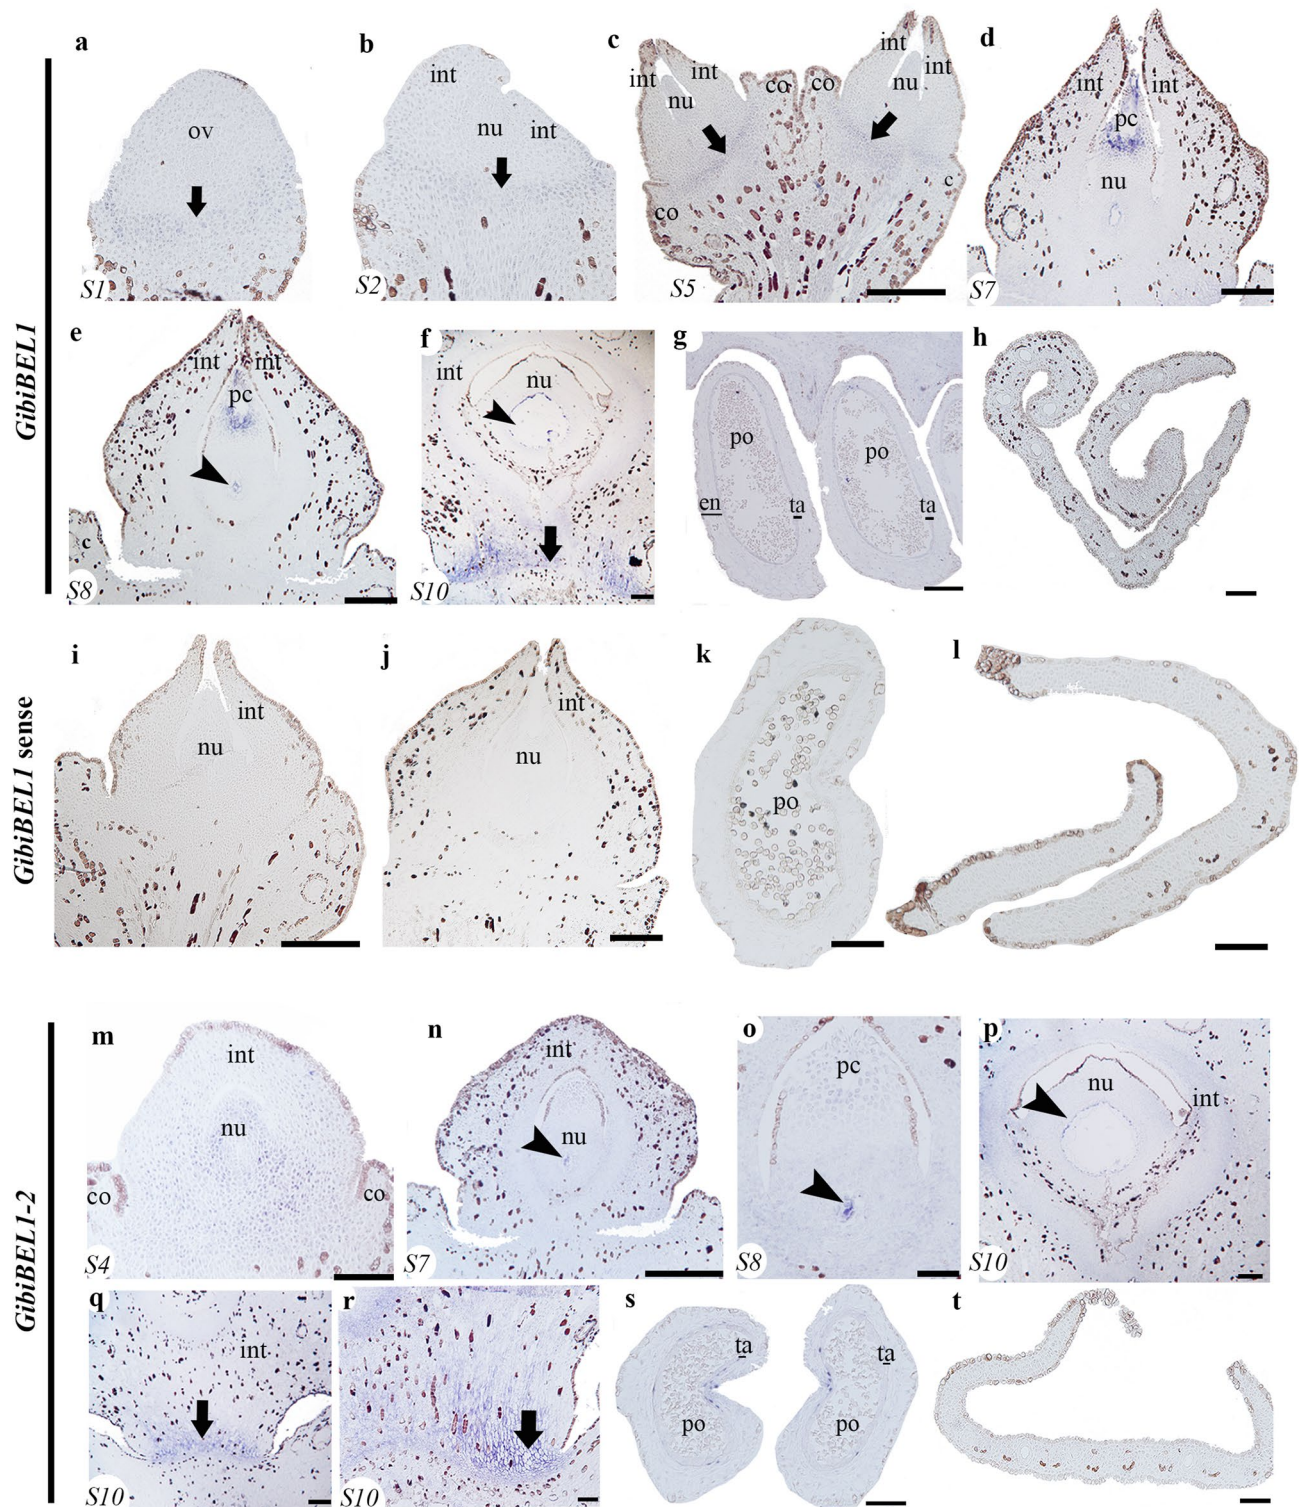 a
b
c
d
GibiBEL1
ov
S1
int
nu
int
S2
int
int
int
int
nu
nu
co
co
co
c
S5
int
int
pc
nu
S7
e
f
g
h
int
int
pc
c
S8
int
nu
S10
po
po
en
ta
ta
i
j
k
l
GibiBEL1 sense
int
nu
int
nu
po
m
n
o
p
GibiBEL1-2
int
nu
co
co
S4
int
nu
S7
pc
S8
nu
int
S10
q
r
s
t
int
S10
S10
ta
ta
po
po